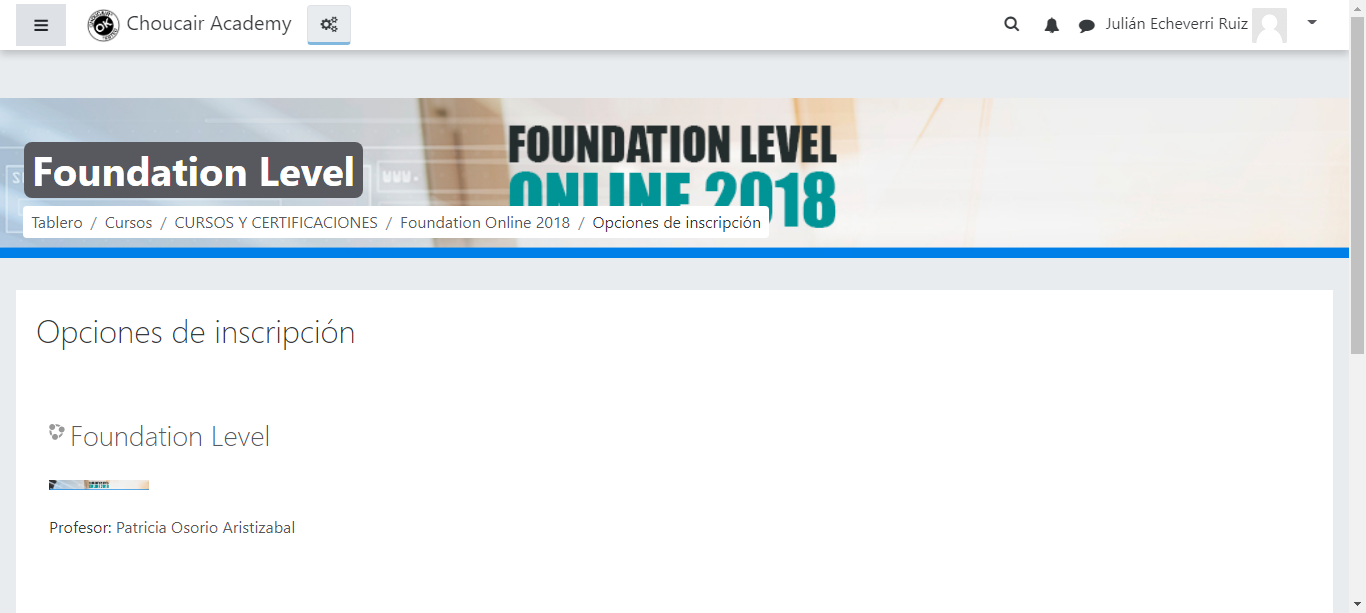 Choucair Academy
Julián Echeverri Ruiz
FOUNDATION LEVEL
ONLINE 2018
Foundation Level
Tablero / Cursos / CURSOS Y CERTIFICACIONES / Foundation Online 2018 / Opciones de inscripción
Opciones de inscripción
Foundation Level
Profesor: Patricia Osorio Aristizabal